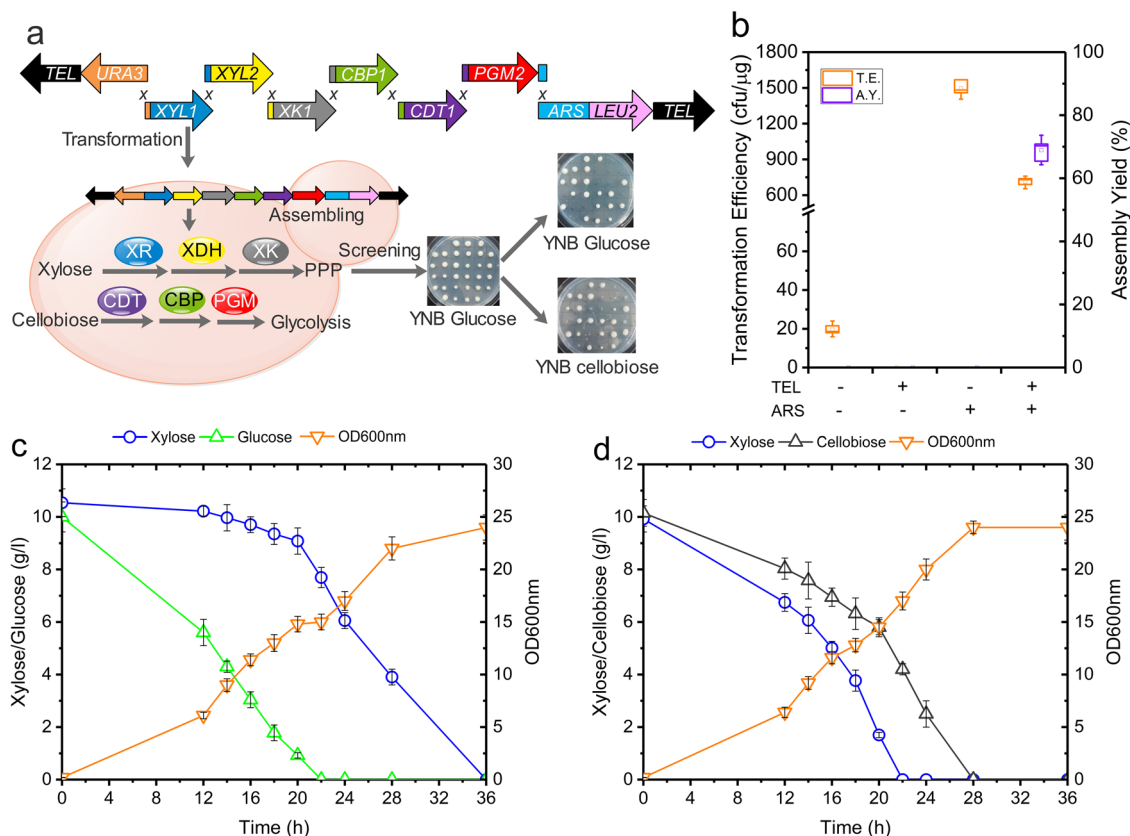 a
TEL URA3 XYL1 XYL2 XK1 CBP1 CDT1 PGM2 ARS LEU2 TEL
x x x x x x x x
Transformation
Assembling
XR XDH XK
Xylose PPP
CDT CBP PGM
Cellobiose Glycolysis
Screening
YNB Glucose
YNB Glucose
YNB cellobiose
b
Transformation Efficiency (cfu/μg)
1800
1500
1200
900
600
60
40
20
0
T.E.
A.Y.
100
80
60
40
20
0
Assembly Yield (%)
TEL - + - +
ARS - - + +
c
Xylose Glucose OD600nm
Xylose/Glucose (g/l)
12
10
8
6
4
2
0
30
25
20
15
10
5
0
OD600nm
0 4 8 12 16 20 24 28 32 36
Time (h)
d
Xylose Cellobiose OD600nm
Xylose/Cellobiose (g/l)
12
10
8
6
4
2
0
30
25
20
15
10
5
0
OD600nm
0 4 8 12 16 20 24 28 32 36
Time (h)